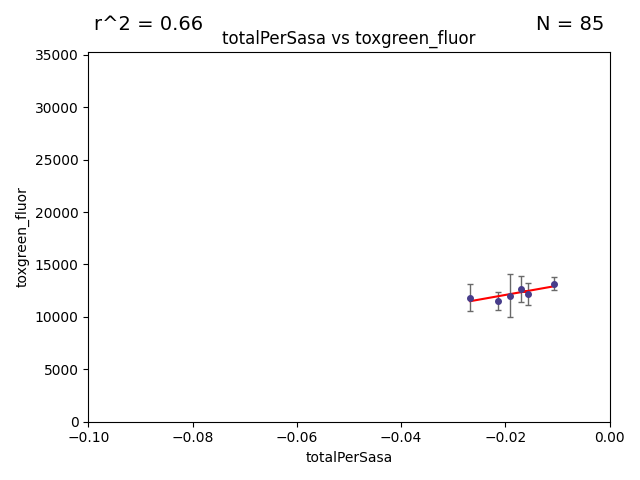 r^2 = 0.66
N = 85
totalPerSasa vs toxgreen_fluor
35000
30000
25000
20000
15000
10000
5000
0
toxgreen_fluor
−0.10
−0.08
−0.06
−0.04
−0.02
0.00
totalPerSasa